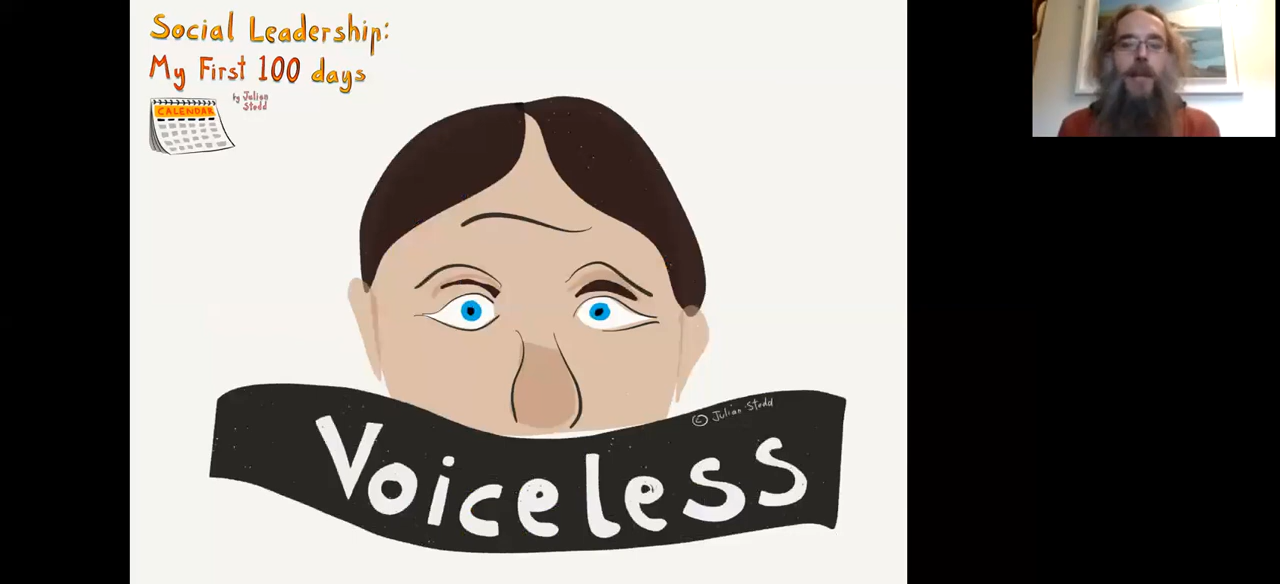 Social Leadership:
My First 100 days
by Julian
Stodd
CALENDAR
© Julian Stodd
Voiceless